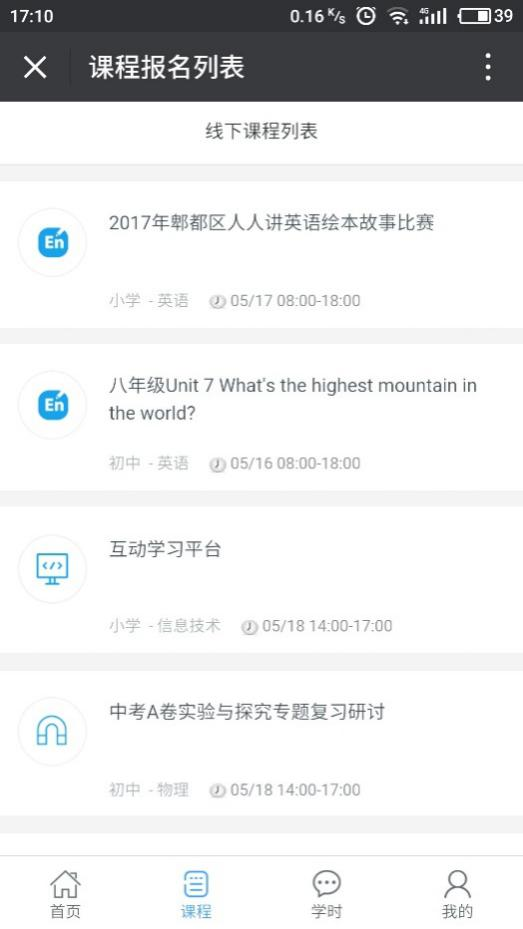 17:10 0.16 K/s 4G 39
课程报名列表
线下课程列表
En
2017年郫都区人人讲英语绘本故事比赛
小学 - 英语 05/17 08:00-18:00
En
八年级Unit 7 What's the highest mountain in
the world?
初中 - 英语 05/16 08:00-18:00
</>
互动学习平台
小学 - 信息技术 05/18 14:00-17:00
中考A卷实验与探究专题复习研讨
初中 - 物理 05/18 14:00-17:00
首页 课程 学时 我的